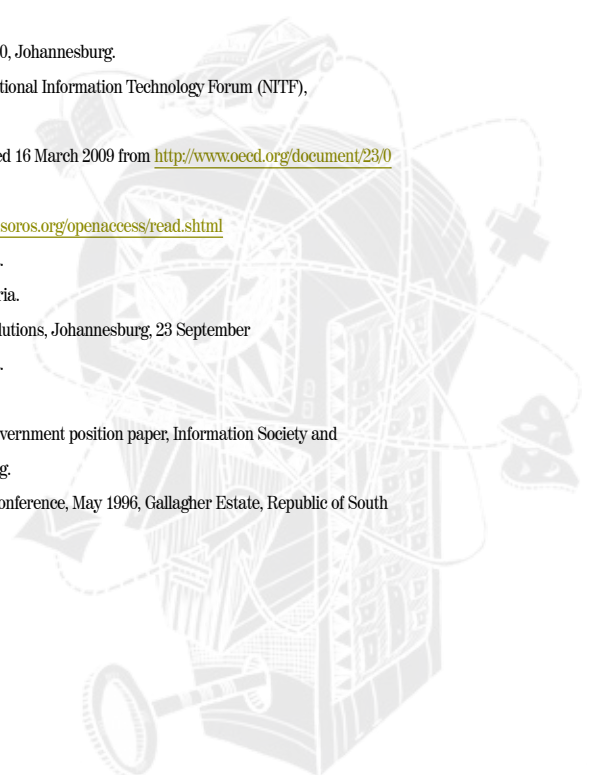 0, Johannesburg.
tional Information Technology Forum (NITF),
ed 16 March 2009 from http://www.oecd.org/document/23/0
soros.org/openaccess/read.shtml
.
ria.
lutions, Johannesburg, 23 September
.
vernment position paper, Information Society and
g.
onference, May 1996, Gallagher Estate, Republic of South